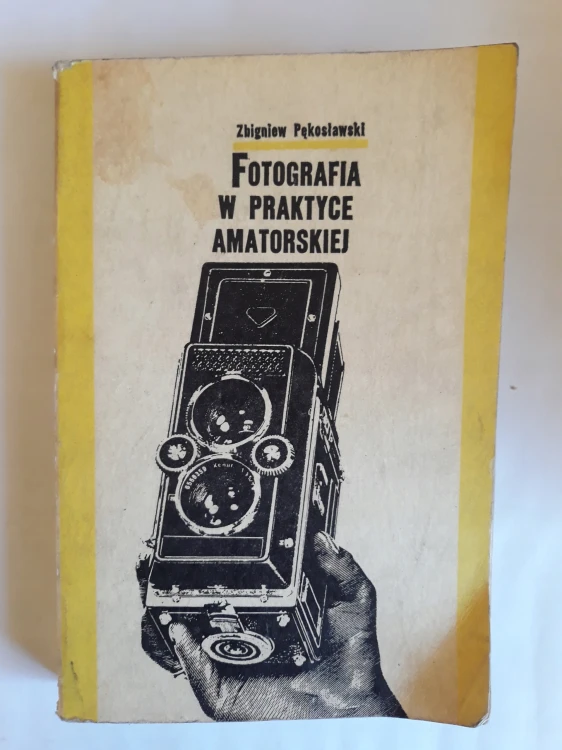 Zbigniew Pękosławski
FOTOGRAFIA
W PRAKTYCE
AMATORSKIEJ